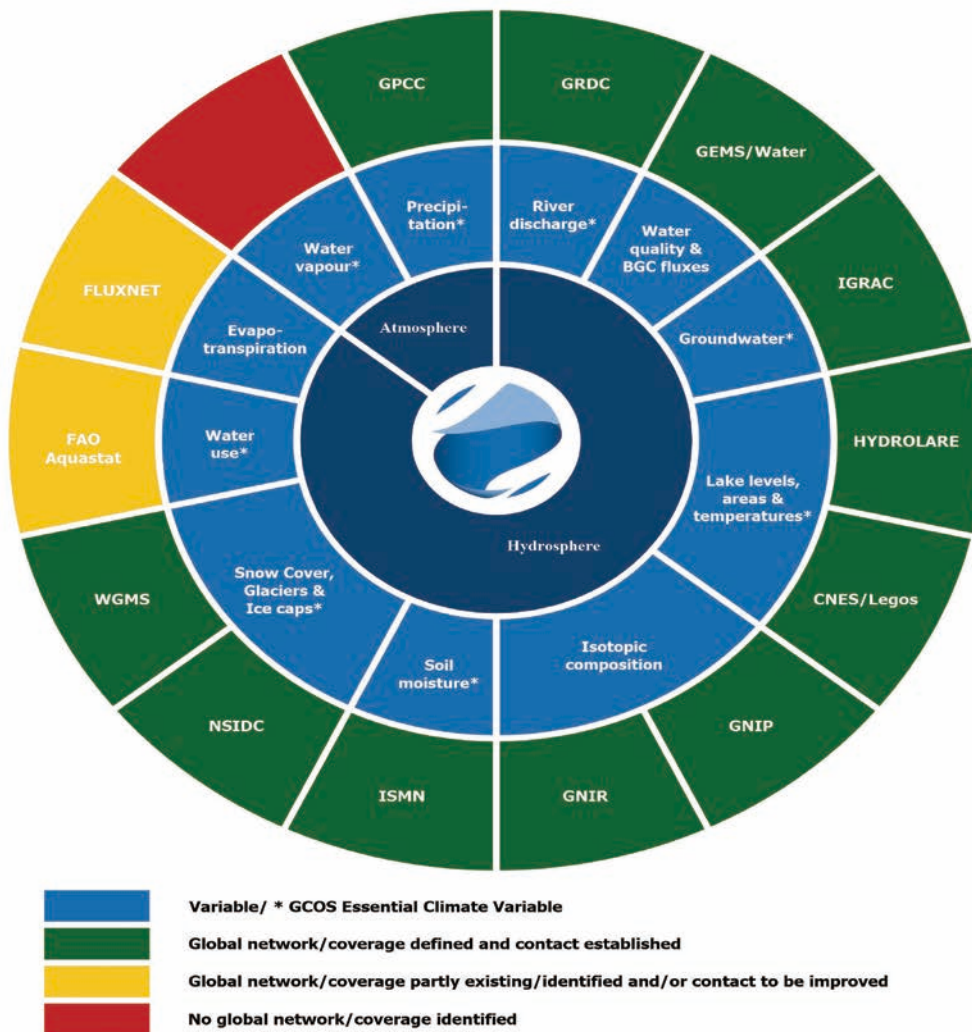 GPCC
GRDC
GEMS/Water
IGRAC
HYDROLARE
CNES/Legos
GNIP
GNIR
ISMN
NSIDC
WGMS
FAO
Aquastat
FLUXNET
Precipi-
tation*
River
discharge*
Water
quality &
BGC fluxes
Groundwater*
Lake levels,
areas &
temperatures*
Isotopic
composition
Soil
moisture*
Snow Cover,
Glaciers &
Ice caps*
Water
use*
Evapo-
transpiration
Water
vapour*
Atmosphere
Hydrosphere
Variable/ * GCOS Essential Climate Variable
Global network/coverage defined and contact established
Global network/coverage partly existing/identified and/or contact to be improved
No global network/coverage identified